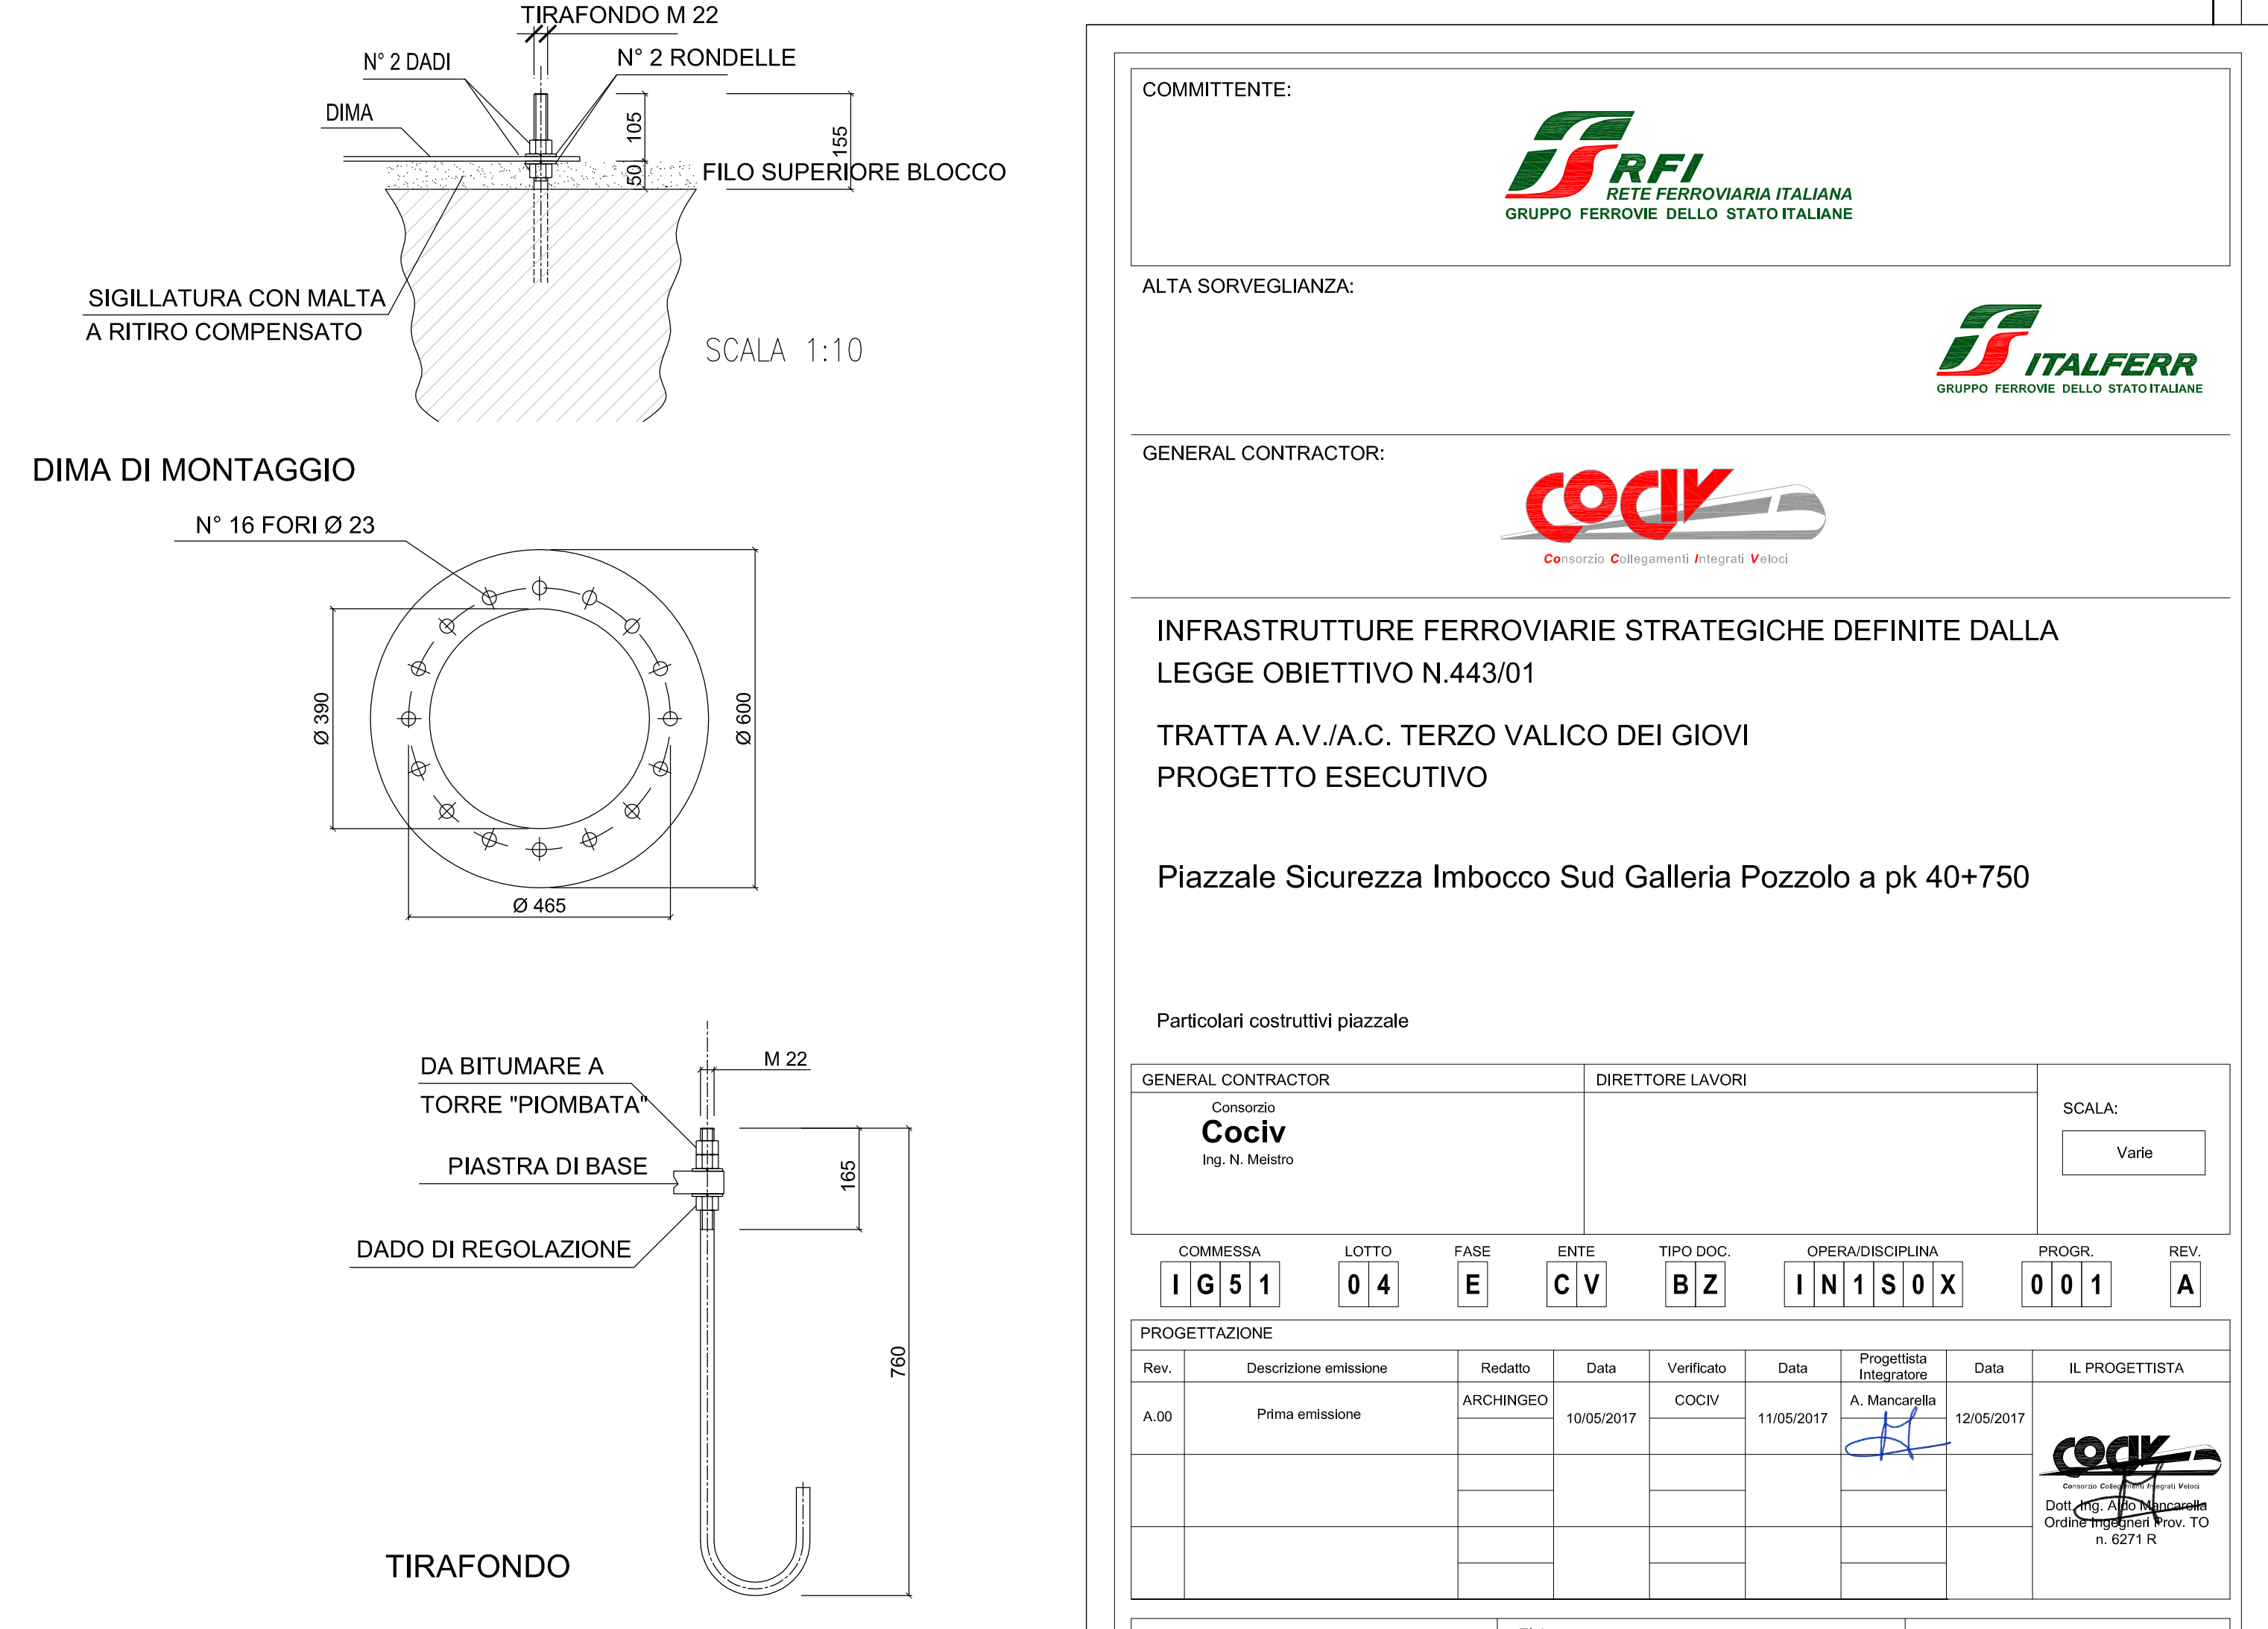 TIRAFONDO M 22
N° 2 DADI
N° 2 RONDELLE
DIMA
105
155
50
FILO SUPERIORE BLOCCO
SIGILLATURA CON MALTA
A RITIRO COMPENSATO
SCALA 1:10
DIMA DI MONTAGGIO
N° 16 FORI Ø 23
Ø 390
Ø 600
Ø 465
DA BITUMARE A
TORRE "PIOMBATA"
M 22
PIASTRA DI BASE
165
DADO DI REGOLAZIONE
760
TIRAFONDO
COMMITTENTE:
RFI
RETE FERROVIARIA ITALIANA
GRUPPO FERROVIE DELLO STATO ITALIANE
ALTA SORVEGLIANZA:
ITALFERR
GRUPPO FERROVIE DELLO STATO ITALIANE
GENERAL CONTRACTOR:
COCIV
Consorzio Collegamenti Integrati Veloci
INFRASTRUTTURE FERROVIARIE STRATEGICHE DEFINITE DALLA
LEGGE OBIETTIVO N.443/01
TRATTA A.V./A.C. TERZO VALICO DEI GIOVI
PROGETTO ESECUTIVO
Piazzale Sicurezza Imbocco Sud Galleria Pozzolo a pk 40+750
Particolari costruttivi piazzale
GENERAL CONTRACTOR DIRETTORE LAVORI
Consorzio
Cociv
Ing. N. Meistro
SCALA:
Varie
COMMESSA LOTTO FASE ENTE TIPO DOC. OPERA/DISCIPLINA PROGR. REV.
I G 5 1 0 4 E C V B Z I N 1 S 0 X 0 0 1 A
PROGETTAZIONE
Rev. Descrizione emissione Redatto Data Verificato Data Progettista Integratore Data IL PROGETTISTA
A.00 Prima emissione ARCHINGEO 10/05/2017 COCIV 11/05/2017 A. Mancarella 12/05/2017
COCIV
Consorzio Collegamenti Integrati Veloci
Dott. Ing. Aldo Mancarella
Ordine Ingegneri Prov. TO
n. 6271 R